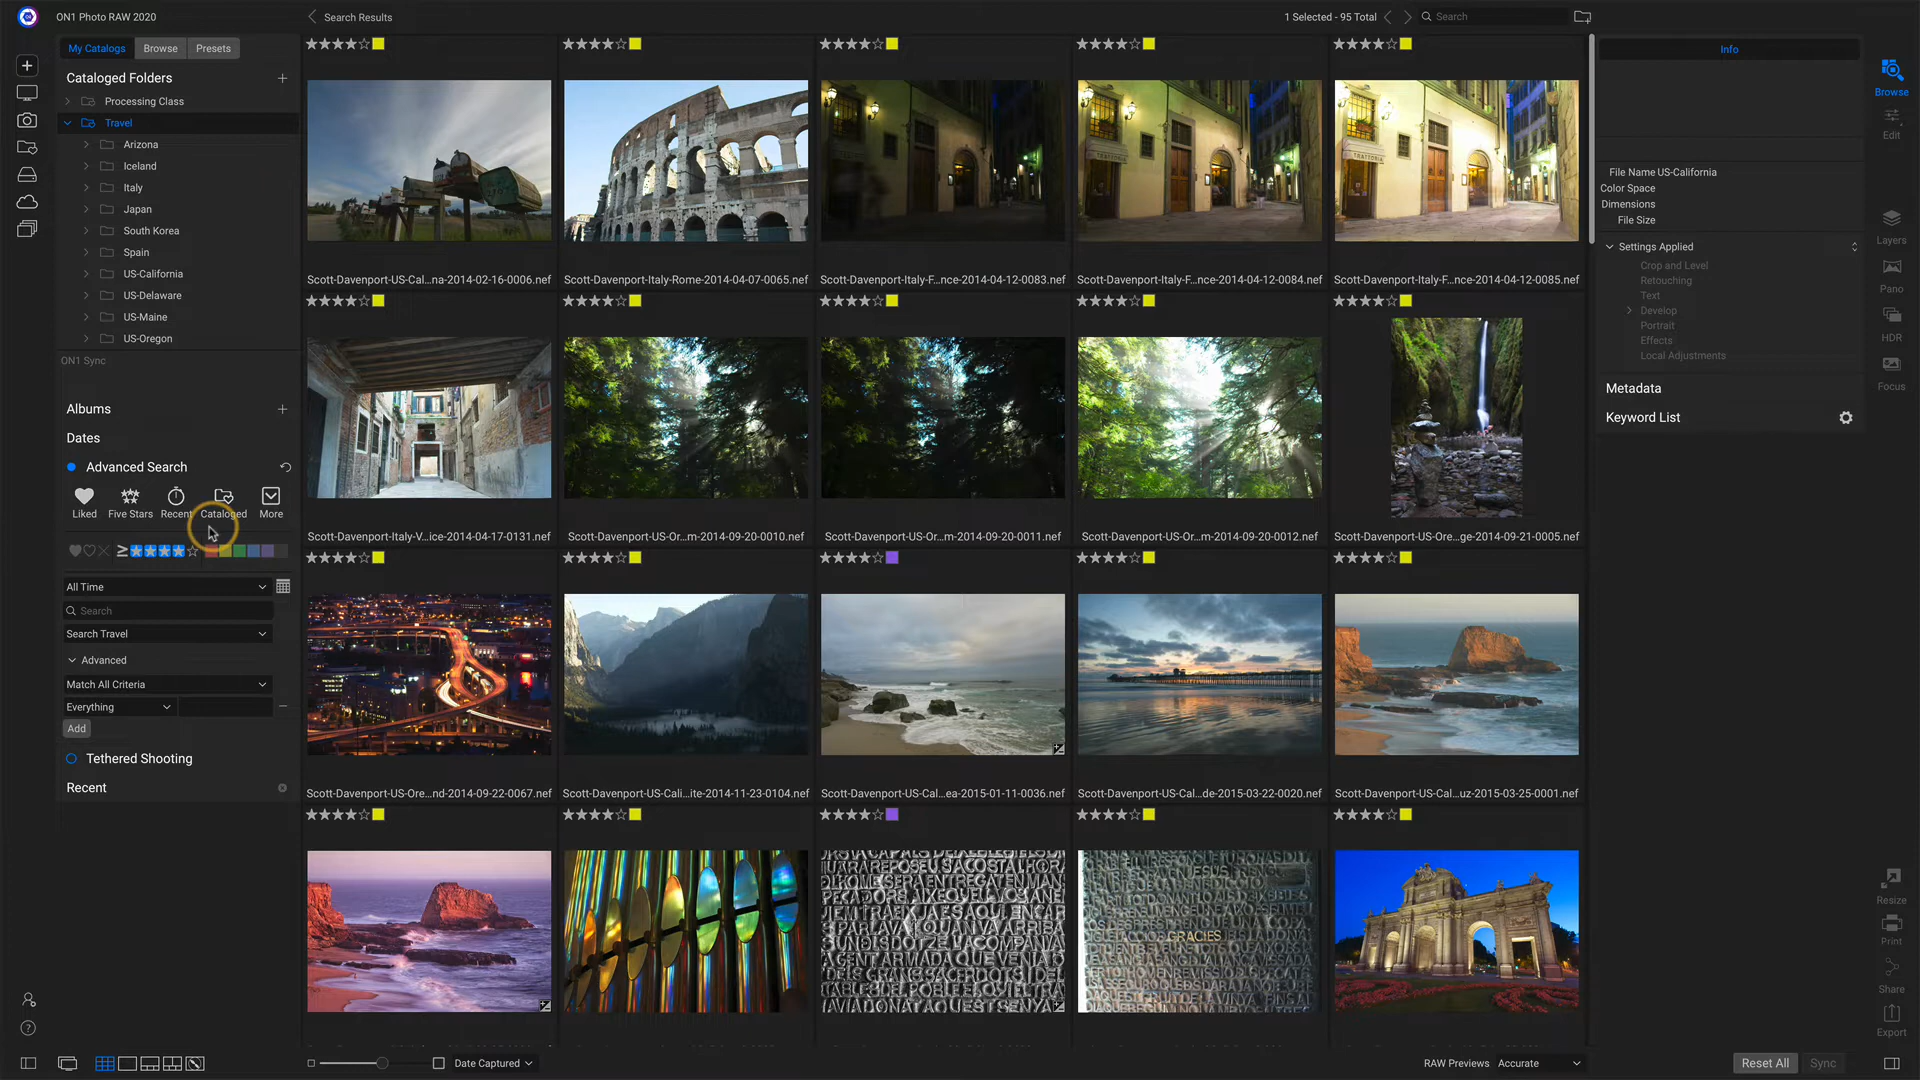 ON1 Photo RAW 2020
Search Results
1 Selected - 95 Total
Search
My Catalogs
Browse
Presets
Info
Cataloged Folders
Processing Class
Travel
Arizona
Iceland
Italy
Japan
South Korea
Spain
US-California
US-Delaware
US-Maine
US-Oregon
ON1 Sync
Albums
Dates
Advanced Search
Liked
Five Stars
Recent
Cataloged
More
All Time
Search
Search Travel
Advanced
Match All Criteria
Everything
Add
Tethered Shooting
Recent
Scott-Davenport-US-Cal...na-2014-02-16-0006.nef
Scott-Davenport-Italy-Rome-2014-04-07-0065.nef
Scott-Davenport-Italy-F...nce-2014-04-12-0083.nef
Scott-Davenport-Italy-F...nce-2014-04-12-0084.nef
Scott-Davenport-Italy-F...nce-2014-04-12-0085.nef
TRATTORIA
Scott-Davenport-Italy-V...ice-2014-04-17-0131.nef
Scott-Davenport-US-Or...m-2014-09-20-0010.nef
Scott-Davenport-US-Or...m-2014-09-20-0011.nef
Scott-Davenport-US-Or...m-2014-09-20-0012.nef
Scott-Davenport-US-Ore...ge-2014-09-21-0005.nef
Scott-Davenport-US-Ore...nd-2014-09-22-0067.nef
Scott-Davenport-US-Cali...ite-2014-11-23-0104.nef
Scott-Davenport-US-Cal...ea-2015-01-11-0036.nef
Scott-Davenport-US-Cal...de-2015-03-22-0020.nef
Scott-Davenport-US-Cal...uz-2015-03-25-0001.nef
GRACIES
File Name US-California
Color Space
Dimensions
File Size
Settings Applied
Crop and Level
Retouching
Text
Develop
Portrait
Effects
Local Adjustments
Metadata
Keyword List
Browse
Edit
Layers
Pano
HDR
Focus
Resize
Print
Share
Export
Date Captured
RAW Previews
Accurate
Reset All
Sync